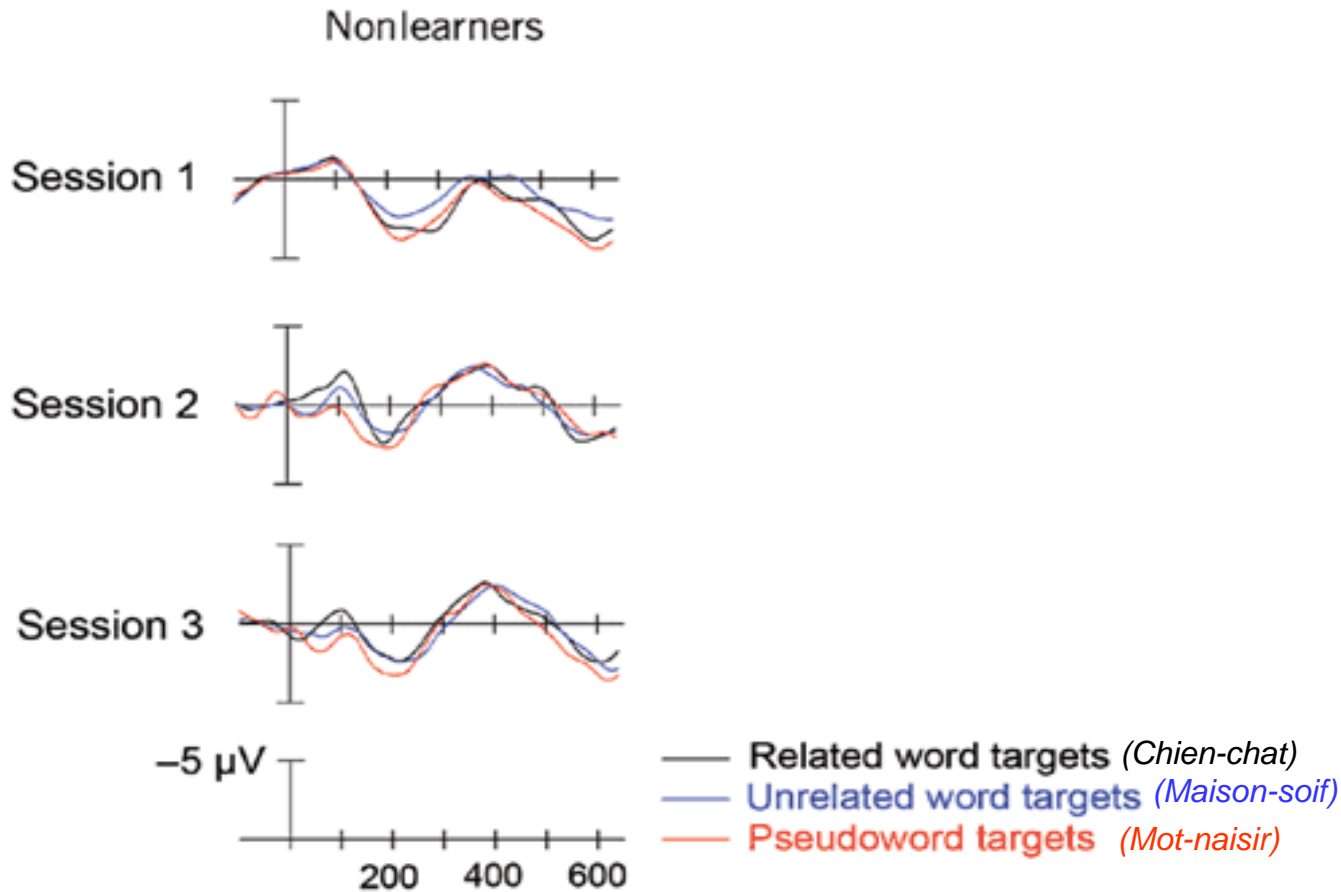 Nonlearners
Session 1
Session 2
Session 3
–5 µV
Related word targets (Chien-chat)
Unrelated word targets (Maison-soif)
Pseudoword targets (Mot-naisir)
200 400 600